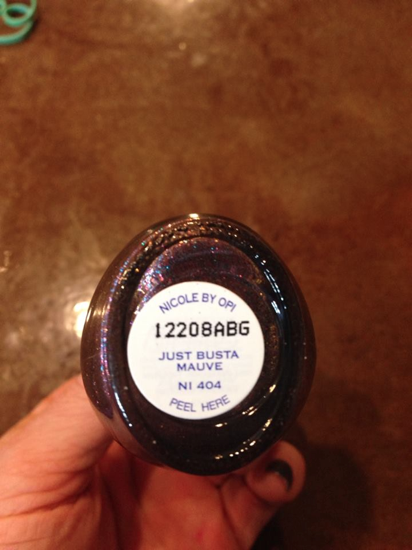 NICOLE BY OPI
12208ABG
JUST BUSTA
MAUVE
NI 404
PEEL HERE